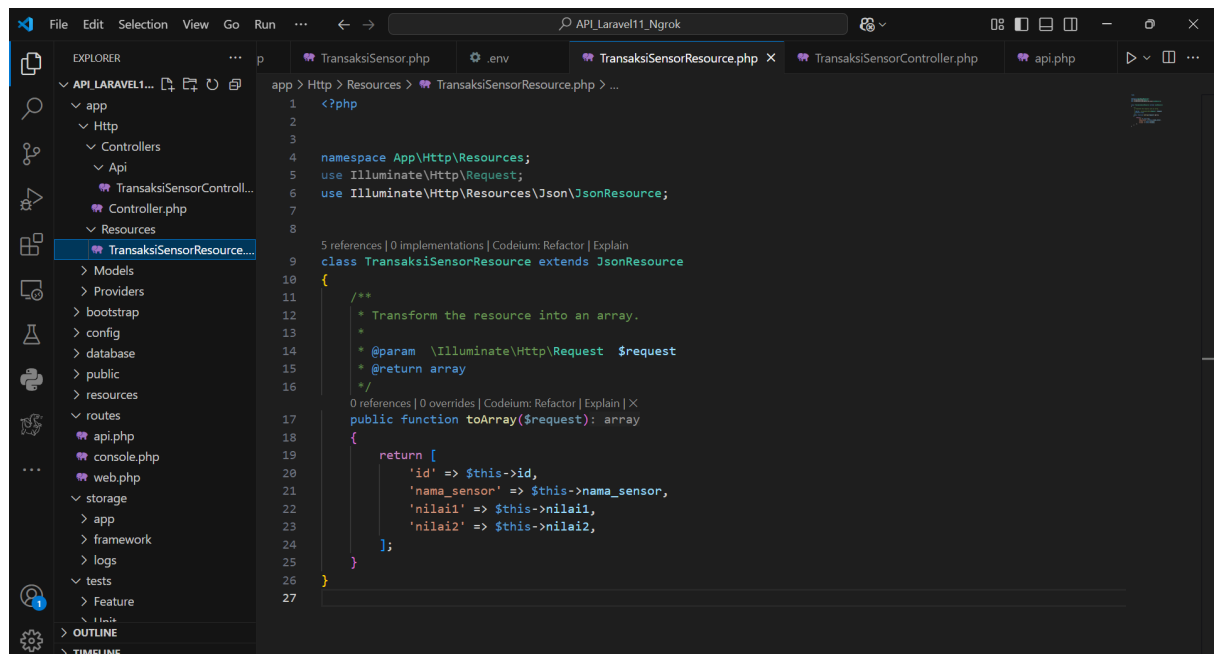 File Edit Selection View Go Run ··· API_Laravel11_Ngrok
EXPLORER ···
API_LARAVEL1...
app
Http
Controllers
Api
TransaksiSensorControll...
Controller.php
Resources
TransaksiSensorResource....
Models
Providers
bootstrap
config
database
public
resources
routes
api.php
console.php
web.php
storage
app
framework
logs
tests
Feature
Unit
OUTLINE
TIMELINE
1
p TransaksiSensor.php .env TransaksiSensorResource.php TransaksiSensorController.php api.php ···
app > Http > Resources > TransaksiSensorResource.php > ...
1 <?php
2
3
4 namespace App\Http\Resources;
5 use Illuminate\Http\Request;
6 use Illuminate\Http\Resources\Json\JsonResource;
7
8
5 references | 0 implementations | Codeium: Refactor | Explain
9 class TransaksiSensorResource extends JsonResource
10 {
11 /**
12 * Transform the resource into an array.
13 *
14 * @param \Illuminate\Http\Request $request
15 * @return array
16 */
0 references | 0 overrides | Codeium: Refactor | Explain | X
17 public function toArray($request): array
18 {
19 return [
20 'id' => $this->id,
21 'nama_sensor' => $this->nama_sensor,
22 'nilai1' => $this->nilai1,
23 'nilai2' => $this->nilai2,
24 ];
25 }
26 }
27